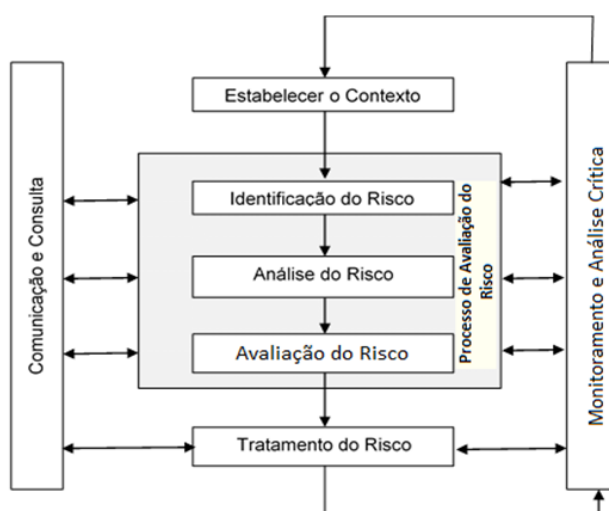 Estabelecer o Contexto
Comunicação e Consulta
Identificação do Risco
Análise do Risco
Avaliação do Risco
Processo de Avaliação do
Risco
Tratamento do Risco
Monitoramento e Análise Crítica